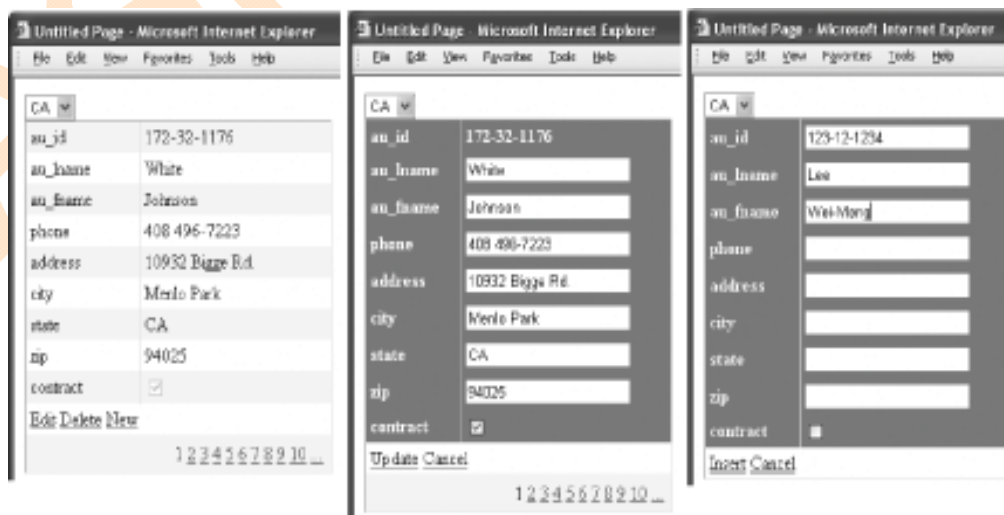 Untitled Page - Microsoft Internet Explorer
File Edit View Favorites Tools Help
CA
au_id 172-32-1176
au_lname White
au_fname Johnson
phone 408 496-7223
address 10932 Bigge Rd.
city Menlo Park
state CA
zip 94025
contract
Edit Delete New
1 2 3 4 5 6 7 8 9 10 ...
Untitled Page - Microsoft Internet Explorer
File Edit View Favorites Tools Help
CA
au_id 172-32-1176
au_lname White
au_fname Johnson
phone 408 496-7223
address 10932 Bigge Rd.
city Menlo Park
state CA
zip 94025
contract
Update Cancel
1 2 3 4 5 6 7 8 9 10 ...
Untitled Page - Microsoft Internet Explorer
File Edit View Favorites Tools Help
CA
au_id 123-12-1234
au_lname Lee
au_fname Wei-Meng
phone
address
city
state
zip
contract
Insert Cancel